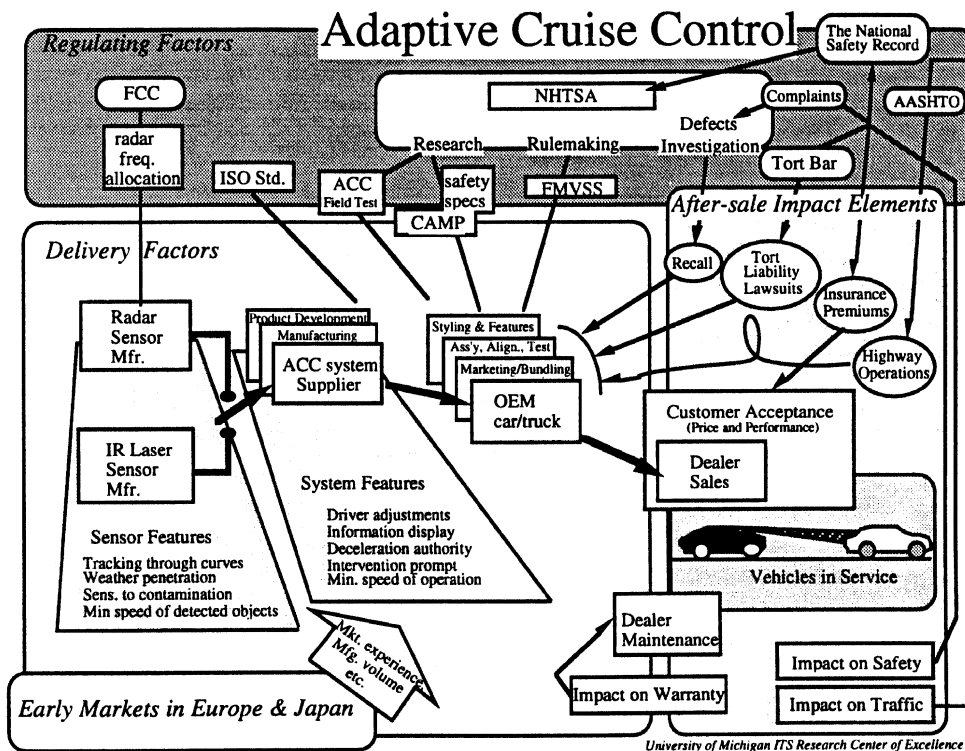 Adaptive Cruise Control
Regulating Factors
The National
Safety Record
FCC
NHTSA
Complaints
AASHTO
radar
freq.
allocation
Research
Rulemaking
Defects
Investigation
Tort Bar
ISO Std.
ACC
Field Test
safety
specs
CAMP
FMVSS
After-sale Impact Elements
Delivery Factors
Recall
Tort
Liability
Lawsuits
Insurance
Premiums
Highway
Operations
Radar
Sensor
Mfr.
Product Development
Manufacturing
ACC system
Supplier
Styling & Features
Ass'y, Align., Test
Marketing/Bundling
OEM
car/truck
Customer Acceptance
(Price and Performance)
Dealer
Sales
IR Laser
Sensor
Mfr.
System Features
Driver adjustments
Information display
Deceleration authority
Intervention prompt
Min. speed of operation
Sensor Features
Tracking through curves
Weather penetration
Sens. to contamination
Min speed of detected objects
Vehicles in Service
Mkt. experience
Mfg. volume
etc.
Dealer
Maintenance
Impact on Warranty
Impact on Safety
Impact on Traffic
Early Markets in Europe & Japan
University of Michigan ITS Research Center of Excellence